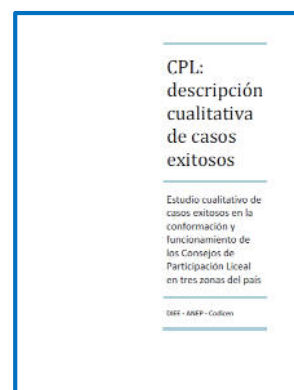 CPL:
descripción
cualitativa
de casos
exitosos
Estudio cualitativo de
casos exitosos en la
conformación y
funcionamiento de
los Consejos de
Participación Liceal
en tres zonas del país
DIEE - ANEP - Codicen